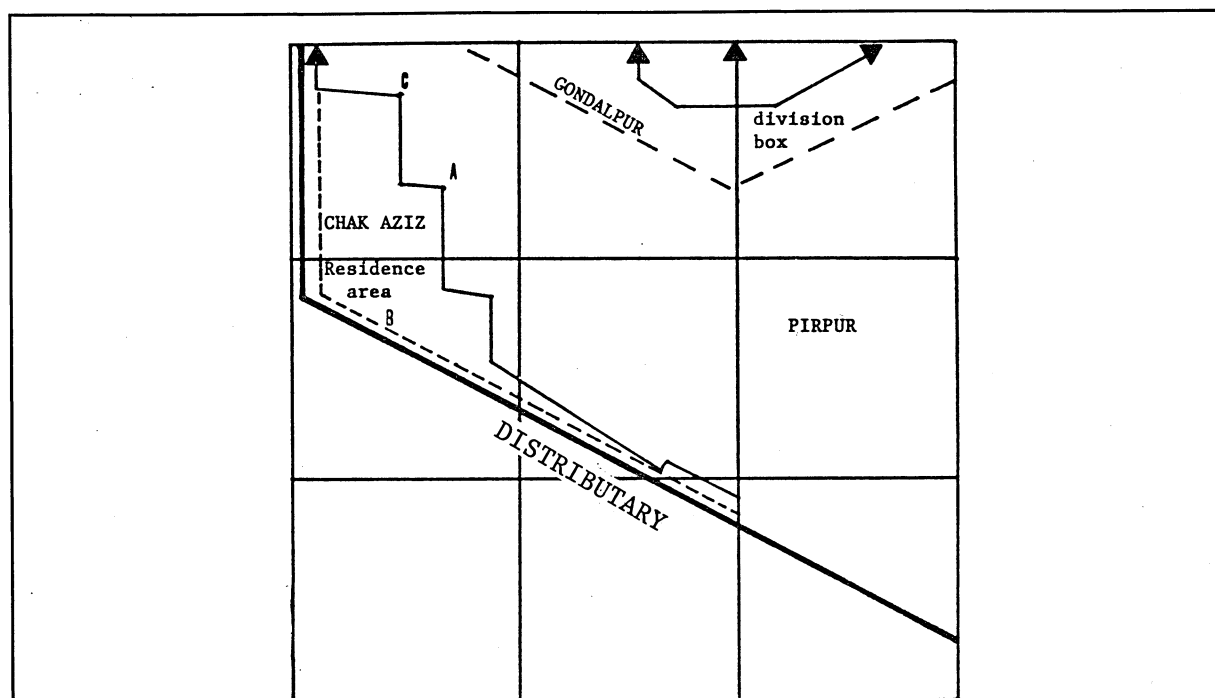 C
GONDALPUR
division
box
A
CHAK AZIZ
Residence
area
B
PIRPUR
DISTRIBUTARY